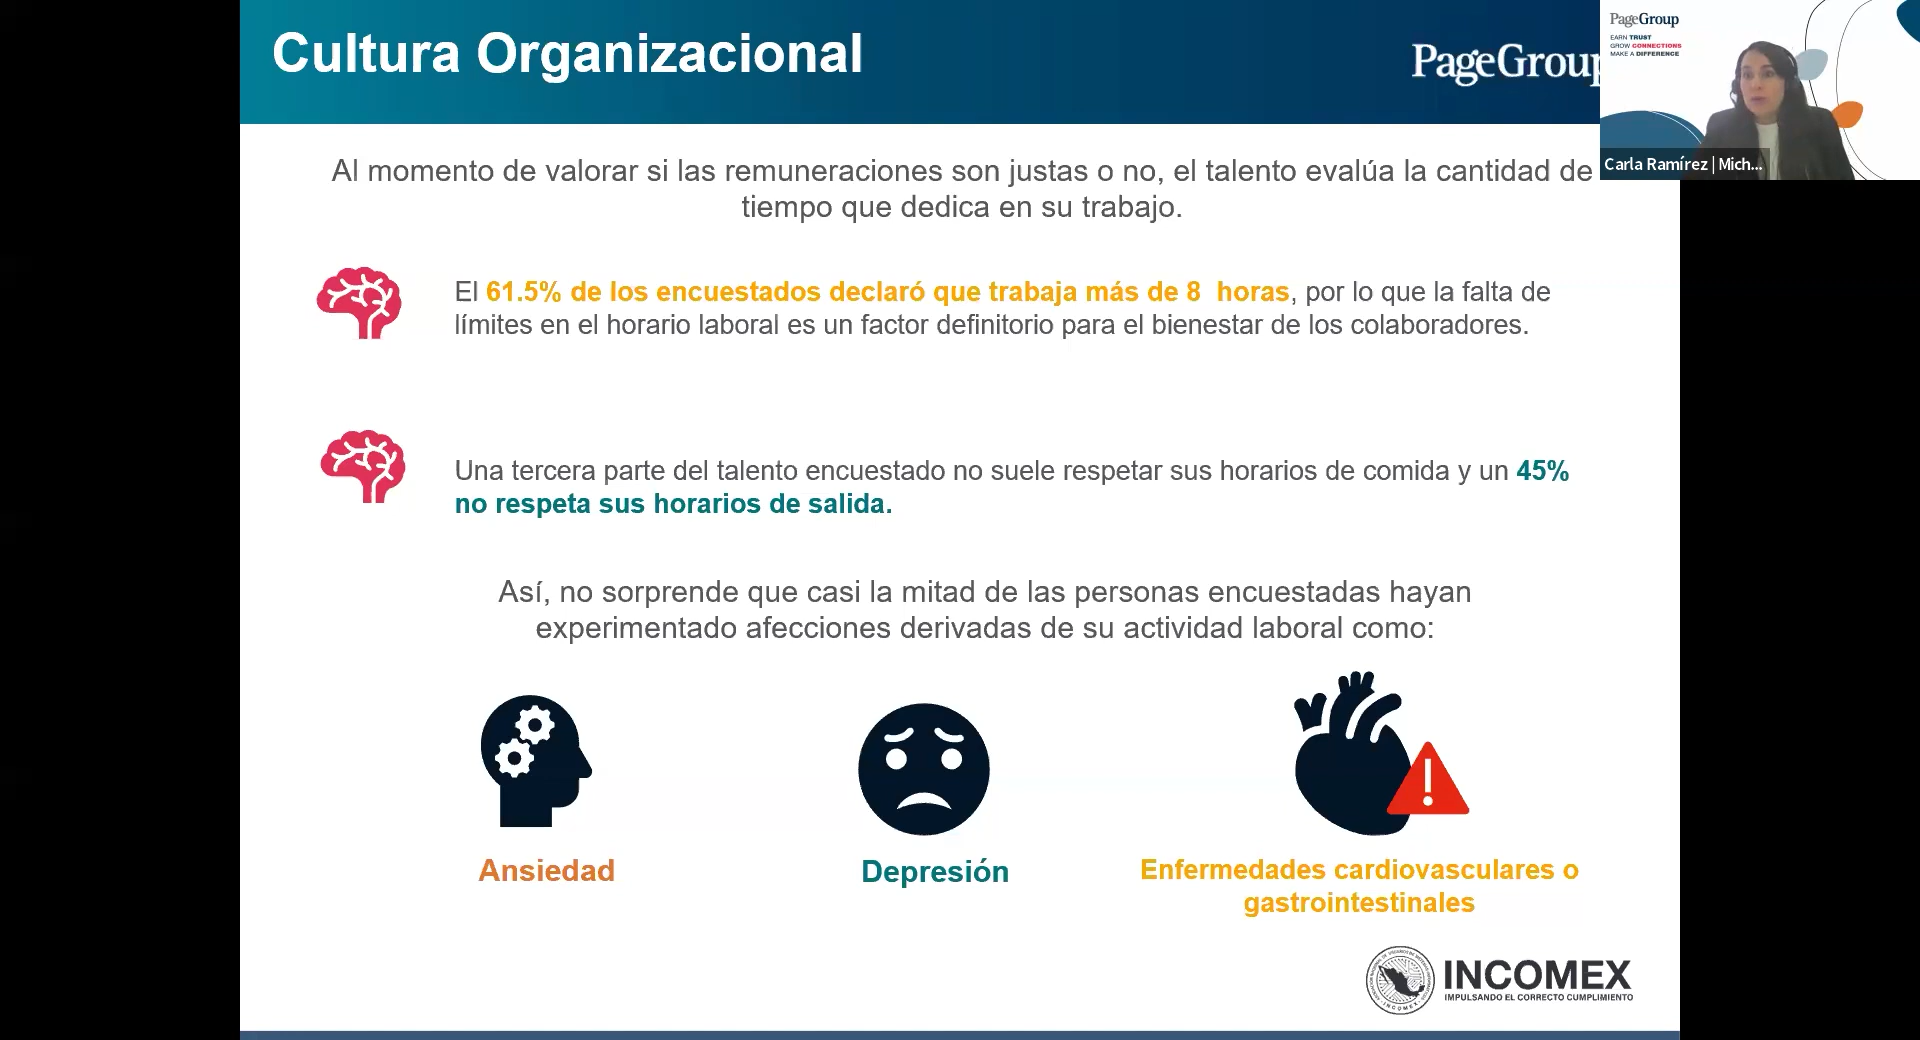 Cultura Organizacional
PageGroup
PageGroup
EARN TRUST
GROW CONNECTIONS
MAKE A DIFFERENCE
Carla Ramírez | Mich...
Al momento de valorar si las remuneraciones son justas o no, el talento evalúa la cantidad de
tiempo que dedica en su trabajo.
El 61.5% de los encuestados declaró que trabaja más de 8 horas, por lo que la falta de
límites en el horario laboral es un factor definitorio para el bienestar de los colaboradores.
Una tercera parte del talento encuestado no suele respetar sus horarios de comida y un 45%
no respeta sus horarios de salida.
Así, no sorprende que casi la mitad de las personas encuestadas hayan
experimentado afecciones derivadas de su actividad laboral como:
Ansiedad
Depresión
Enfermedades cardiovasculares o
gastrointestinales
INCOMEX
IMPULSANDO EL CORRECTO CUMPLIMIENTO